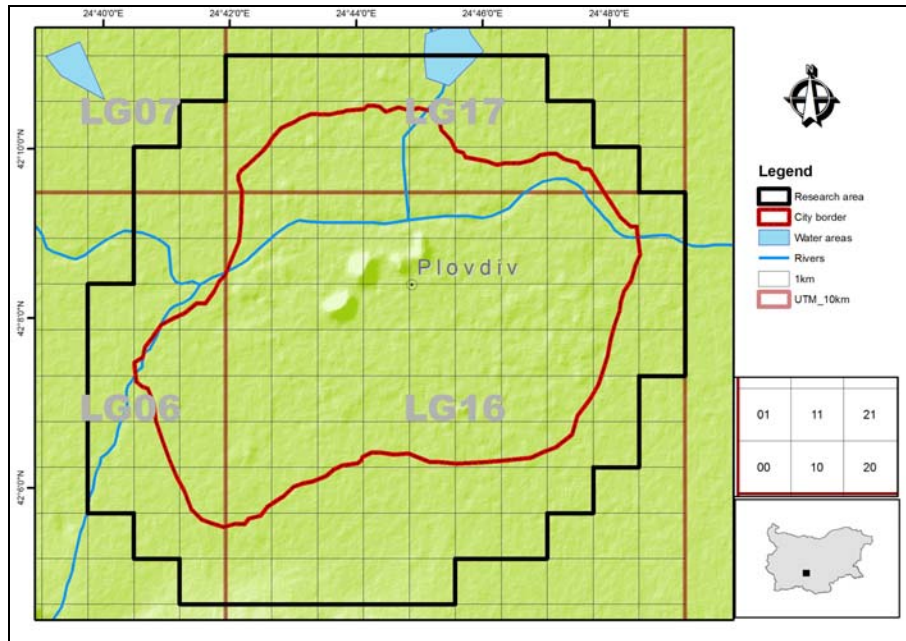 24°40'0"E 24°42'0"E 24°44'0"E 24°46'0"E 24°48'0"E
N
LG07 LG17
42°10'0"N
Legend
Research area
City border
Water areas
Rivers
1km
UTM_10km
Plovdiv
42°8'0"N
LG06 LG16
01 11 21
00 10 20
42°6'0"N